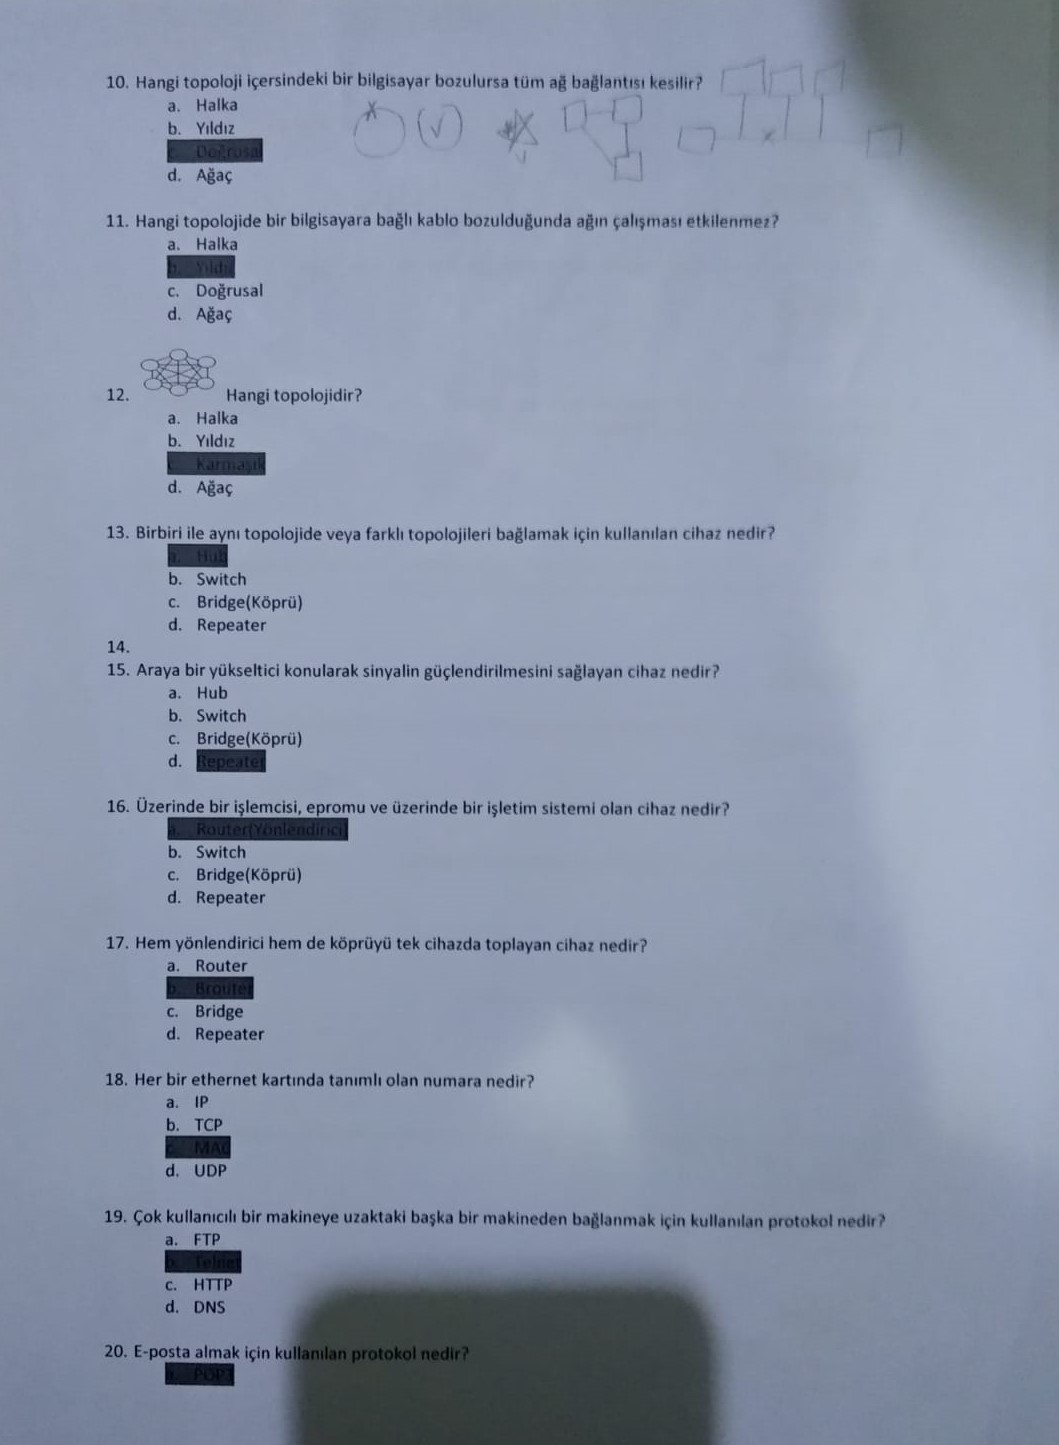 10. Hangi topoloji içersindeki bir bilgisayar bozulursa tüm ağ bağlantısı kesilir?
a. Halka
b. Yıldız
c. Doğrusal
d. Ağaç
11. Hangi topolojide bir bilgisayara bağlı kablo bozulduğunda ağın çalışması etkilenmez?
a. Halka
b. Yıldız
c. Doğrusal
d. Ağaç
12. Hangi topolojidir?
a. Halka
b. Yıldız
c. Karmaşık
d. Ağaç
13. Birbiri ile aynı topolojide veya farklı topolojileri bağlamak için kullanılan cihaz nedir?
a. Hub
b. Switch
c. Bridge(Köprü)
d. Repeater
14.
15. Araya bir yükseltici konularak sinyalin güçlendirilmesini sağlayan cihaz nedir?
a. Hub
b. Switch
c. Bridge(Köprü)
d. Repeater
16. Üzerinde bir işlemcisi, epromu ve üzerinde bir işletim sistemi olan cihaz nedir?
a. Router(Yönlendirici)
b. Switch
c. Bridge(Köprü)
d. Repeater
17. Hem yönlendirici hem de köprüyü tek cihazda toplayan cihaz nedir?
a. Router
b. Brouter
c. Bridge
d. Repeater
18. Her bir ethernet kartında tanımlı olan numara nedir?
a. IP
b. TCP
c. MAC
d. UDP
19. Çok kullanıcılı bir makineye uzaktaki başka bir makineden bağlanmak için kullanılan protokol nedir?
a. FTP
b. Telnet
c. HTTP
d. DNS
20. E-posta almak için kullanılan protokol nedir?
a. POP3